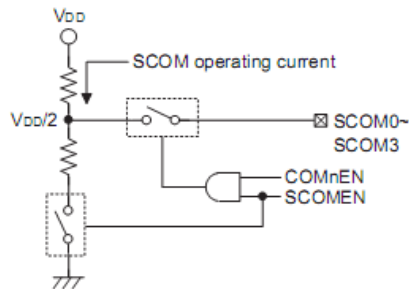 VDD
SCOM operating current
VDD/2
SCOM0~
SCOM3
COMnEN
SCOMEN